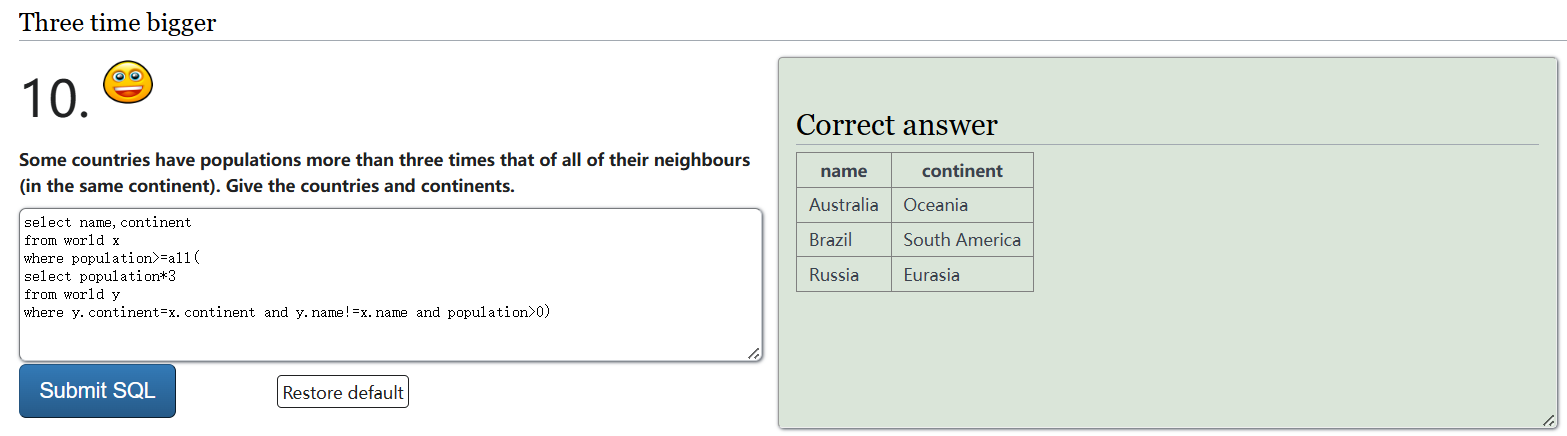 Three time bigger
10.
Some countries have populations more than three times that of all of their neighbours
(in the same continent). Give the countries and continents.
select name,continent
from world x
where population>=all(
select population*3
from world y
where y.continent=x.continent and y.name!=x.name and population>0)
Submit SQL
Restore default
Correct answer
name continent
Australia Oceania
Brazil South America
Russia Eurasia